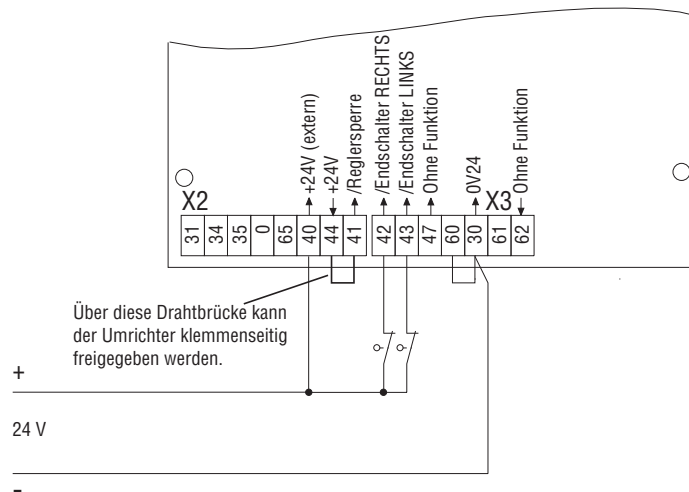 +24V (extern)
+24V
/Reglersperre
/Endschalter RECHTS
/Endschalter LINKS
Ohne Funktion
0V24
Ohne Funktion
X2
X3
31 34 35 0 65 40 44 41 42 43 47 60 30 61 62
Über diese Drahtbrücke kann
der Umrichter klemmenseitig
freigegeben werden.
+
24 V
-